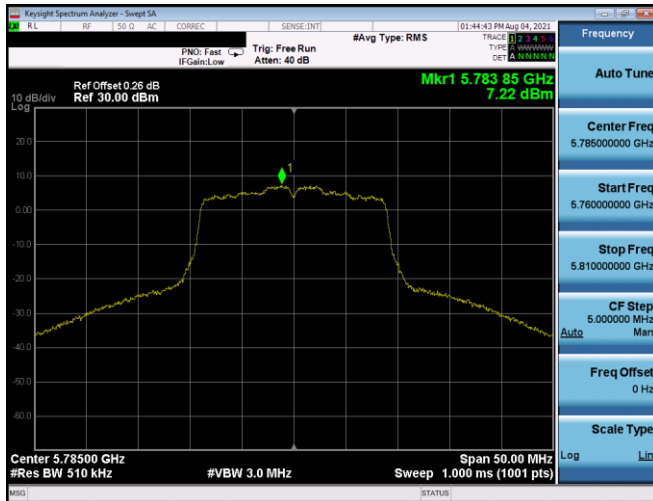 Keysight Spectrum Analyzer - Swept SA
RL RF 50 Ω AC CORREC SENSE:INT 01:44:43 PM Aug 04, 2021
#Avg Type: RMS
TRACE 1 2 3 4 5 6
TYPE A WWWWW
DET A N N N N N
PNO: Fast
IFGain:Low
Trig: Free Run
Atten: 40 dB
Mkr1 5.783 85 GHz
7.22 dBm
Ref Offset 0.26 dB
Ref 30.00 dBm
10 dB/div
Log
20.0
10.0
0.00
-10.0
-20.0
-30.0
-40.0
-50.0
-60.0
1
Center 5.78500 GHz
Span 50.00 MHz
#Res BW 510 kHz
#VBW 3.0 MHz
Sweep 1.000 ms (1001 pts)
MSG
STATUS
Frequency
Auto Tune
Center Freq
5.785000000 GHz
Start Freq
5.760000000 GHz
Stop Freq
5.810000000 GHz
CF Step
5.000000 MHz
Auto Man
Freq Offset
0 Hz
Scale Type
Log Lin